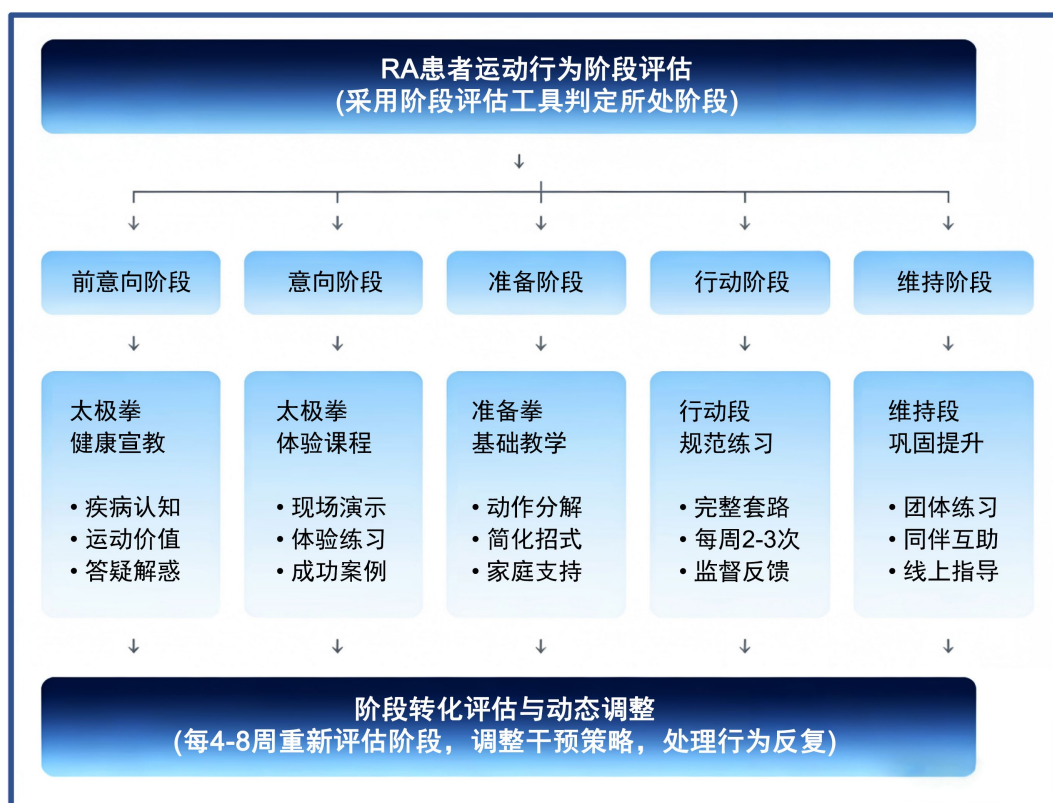 RA患者运动行为阶段评估
(采用阶段评估工具判定所处阶段)
前意向阶段
意向阶段
准备阶段
行动阶段
维持阶段
太极拳
健康宣教
• 疾病认知
• 运动价值
• 答疑解惑
太极拳
体验课程
• 现场演示
• 体验练习
• 成功案例
准备拳
基础教学
• 动作分解
• 简化招式
• 家庭支持
行动段
规范练习
• 完整套路
• 每周2-3次
• 监督反馈
维持段
巩固提升
• 团体练习
• 同伴互助
• 线上指导
阶段转化评估与动态调整
(每4-8周重新评估阶段，调整干预策略，处理行为反复)